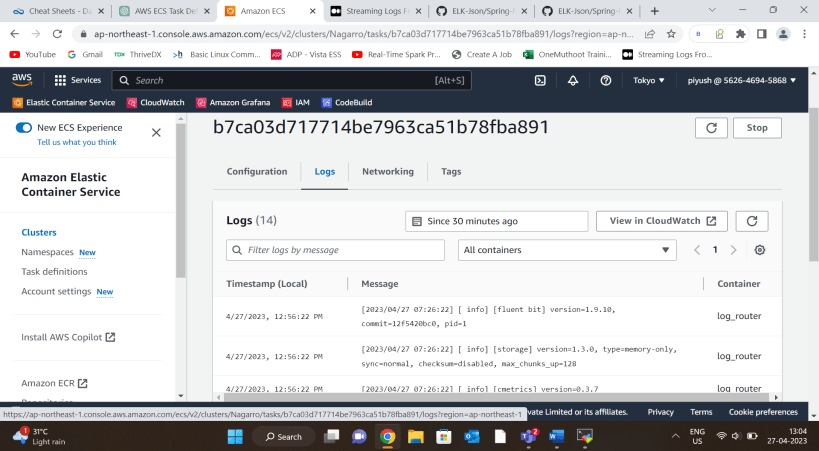 Cheat Sheets - Da
AWS ECS Task Def
Amazon ECS
Streaming Logs F
ELK-Json/Spring-
ELK-Json/Spring-
ap-northeast-1.console.aws.amazon.com/ecs/v2/clusters/Nagarro/tasks/b7ca03d717714be7963ca51b78fba891/logs?region=ap-n...
YouTube
Gmail
ThriveDX
Basic Linux Comm...
ADP - Vista ESS
Real-Time Spark Pr...
Create A Job
OneMuthoot Traini...
Streaming Logs Fro...
aws
Services
Search
[Alt+S]
Tokyo
piyush @ 5626-4694-5868
Elastic Container Service
CloudWatch
Amazon Grafana
IAM
CodeBuild
New ECS Experience
Tell us what you think
Amazon Elastic
Container Service
Clusters
Namespaces New
Task definitions
Account settings New
Install AWS Copilot
Amazon ECR
b7ca03d717714be7963ca51b78fba891
Stop
Configuration
Logs
Networking
Tags
Logs (14)
Since 30 minutes ago
View in CloudWatch
Filter logs by message
All containers
1
Timestamp (Local)
Message
Container
4/27/2023, 12:56:22 PM
[2023/04/27 07:26:22] [ info] [fluent bit] version=1.9.10,
commit=12f5420bc0, pid=1
log_router
4/27/2023, 12:56:22 PM
[2023/04/27 07:26:22] [ info] [storage] version=1.3.0, type=memory-only,
sync=normal, checksum=disabled, max_chunks_up=128
log_router
4/27/2023, 12:56:22 PM
[2023/04/27 07:26:22] [ info] [cmetrics] version=0.3.7
log_router
https://ap-northeast-1.console.aws.amazon.com/ecs/v2/clusters/Nagarro/tasks/b7ca03d717714be7963ca51b78fba891/logs?region=ap-northeast-1
vate Limited or its affiliates.
Privacy
Terms
Cookie preferences
1
31°C
Light rain
Search
2
ENG
US
13:04
27-04-2023